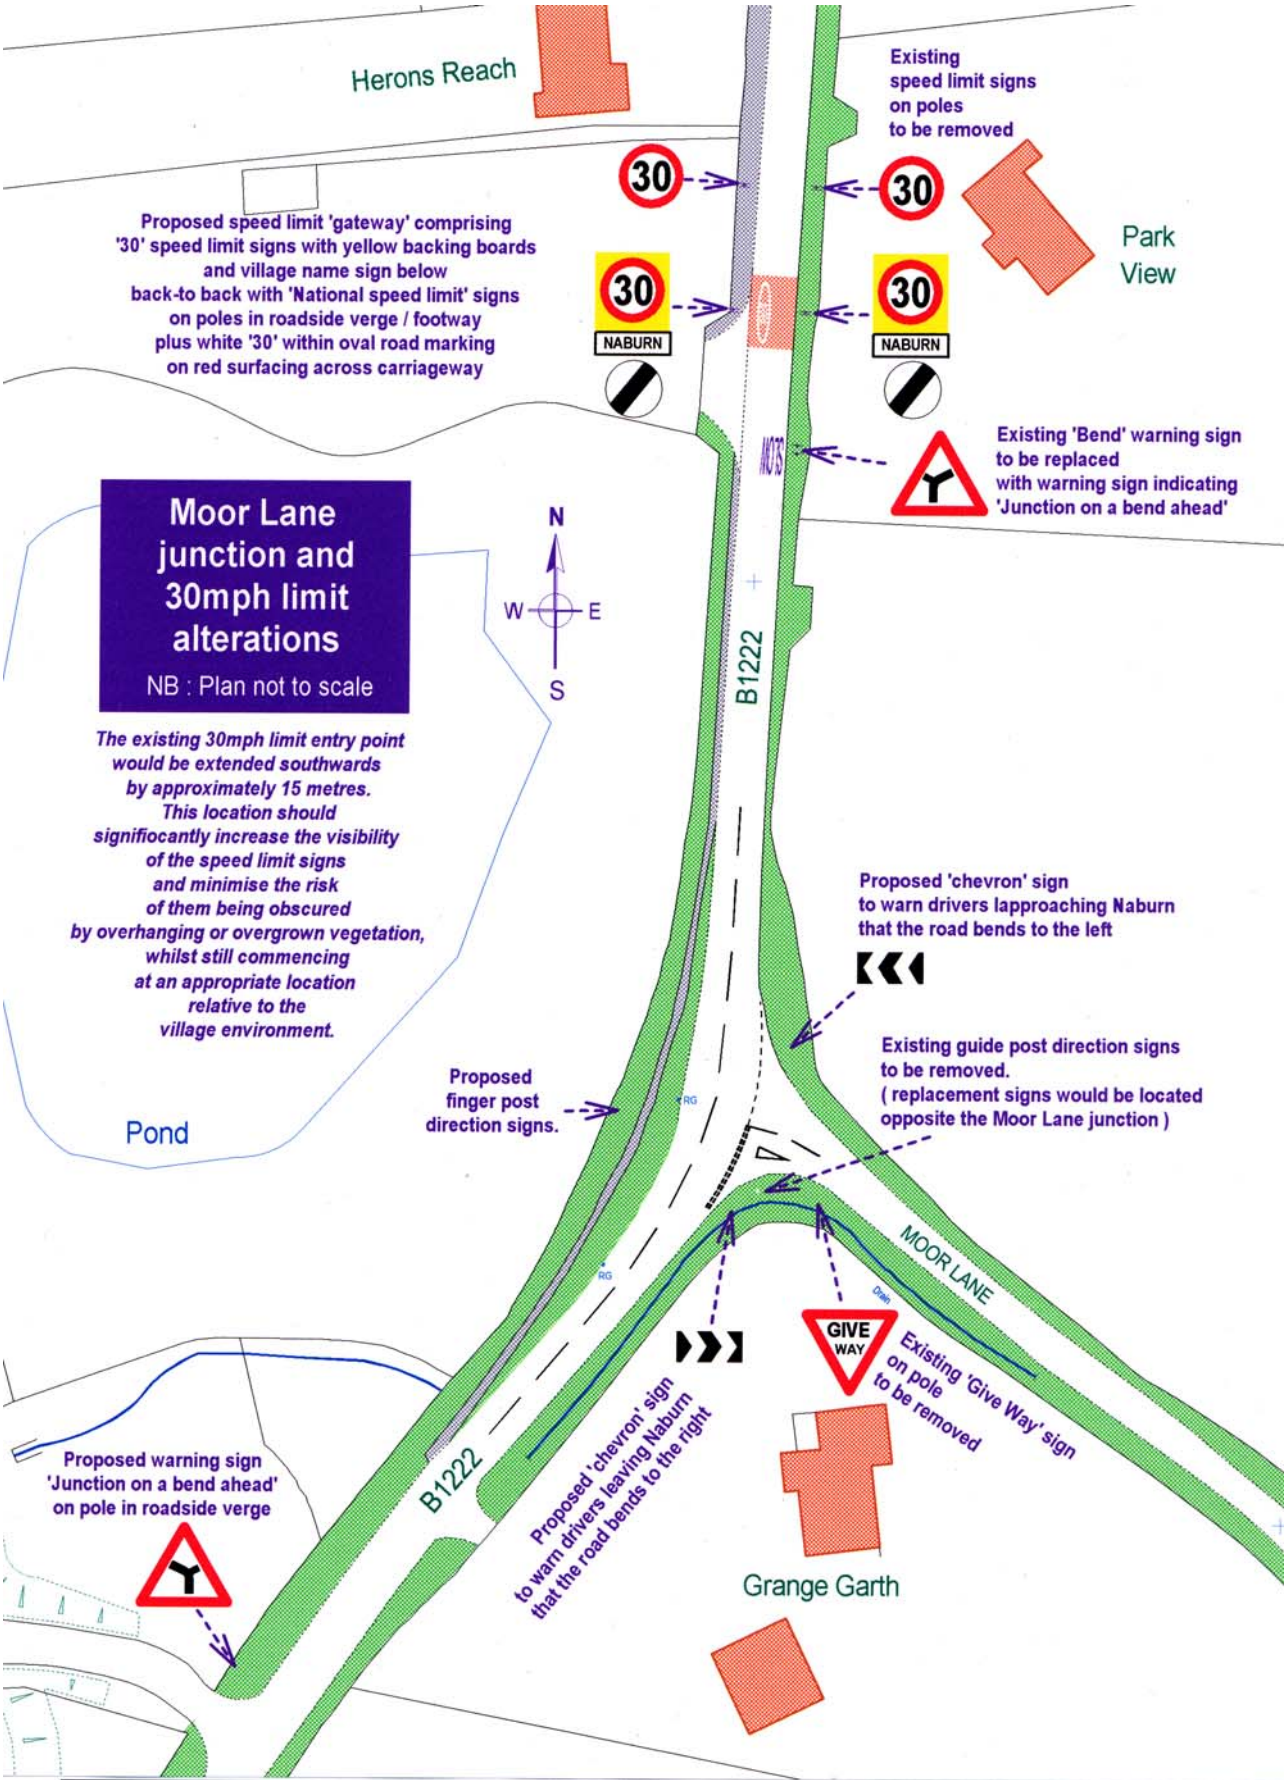 Herons Reach
Existing
speed limit signs
on poles
to be removed
30
30
Park
View
Proposed speed limit 'gateway' comprising
'30' speed limit signs with yellow backing boards
and village name sign below
back-to back with 'National speed limit' signs
on poles in roadside verge / footway
plus white '30' within oval road marking
on red surfacing across carriageway
30
NABURN
30
30
NABURN
SLOW
Existing 'Bend' warning sign
to be replaced
with warning sign indicating
'Junction on a bend ahead'
Moor Lane
junction and
30mph limit
alterations
NB : Plan not to scale
N
W
E
S
B1222
The existing 30mph limit entry point
would be extended southwards
by approximately 15 metres.
This location should
signifiocantly increase the visibility
of the speed limit signs
and minimise the risk
of them being obscured
by overhanging or overgrown vegetation,
whilst still commencing
at an appropriate location
relative to the
village environment.
Proposed 'chevron' sign
to warn drivers lapproaching Naburn
that the road bends to the left
Existing guide post direction signs
to be removed.
( replacement signs would be located
opposite the Moor Lane junction )
Proposed
finger post
direction signs.
RG
Pond
MOOR LANE
RG
Drain
GIVE
WAY
Existing 'Give Way' sign
on pole
to be removed
Proposed 'chevron' sign
to warn drivers leaving Naburn
that the road bends to the right
B1222
Proposed warning sign
'Junction on a bend ahead'
on pole in roadside verge
Grange Garth